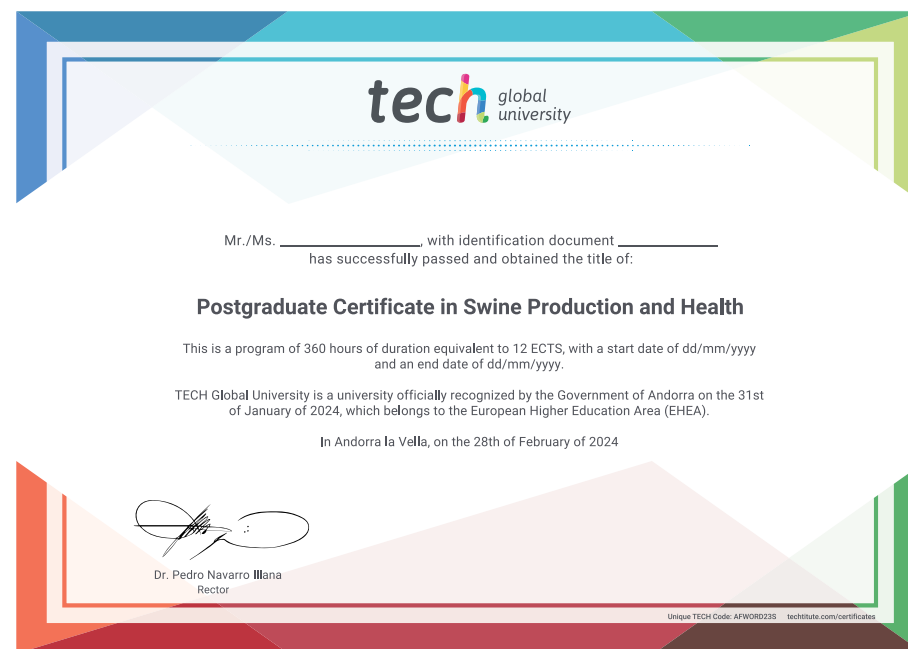 tech global university
Mr./Ms. ____________________, with identification document ______________
has successfully passed and obtained the title of:
Postgraduate Certificate in Swine Production and Health
This is a program of 360 hours of duration equivalent to 12 ECTS, with a start date of dd/mm/yyyy
and an end date of dd/mm/yyyy.
TECH Global University is a university officially recognized by the Government of Andorra on the 31st
of January of 2024, which belongs to the European Higher Education Area (EHEA).
In Andorra la Vella, on the 28th of February of 2024
Dr. Pedro Navarro Illana
Rector
Unique TECH Code: AFWORD23S techtitute.com/certificates